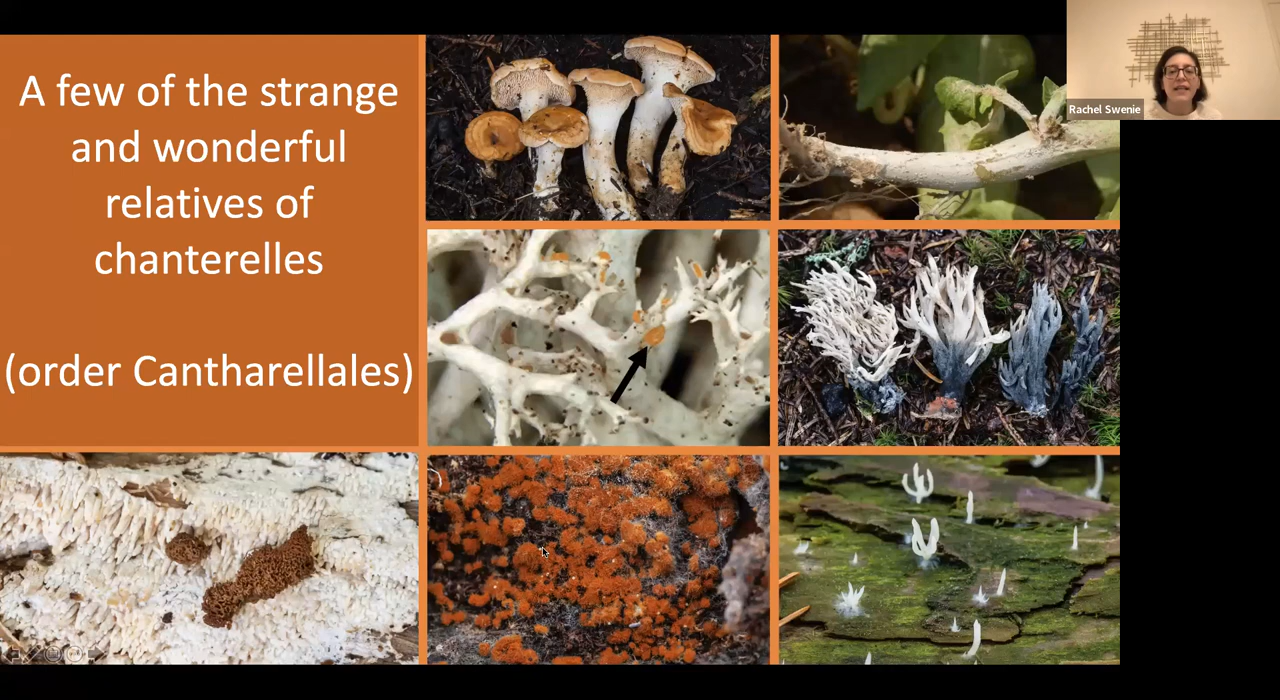 A few of the strange
and wonderful
relatives of
chanterelles
(order Cantharellales)
Rachel Swenie